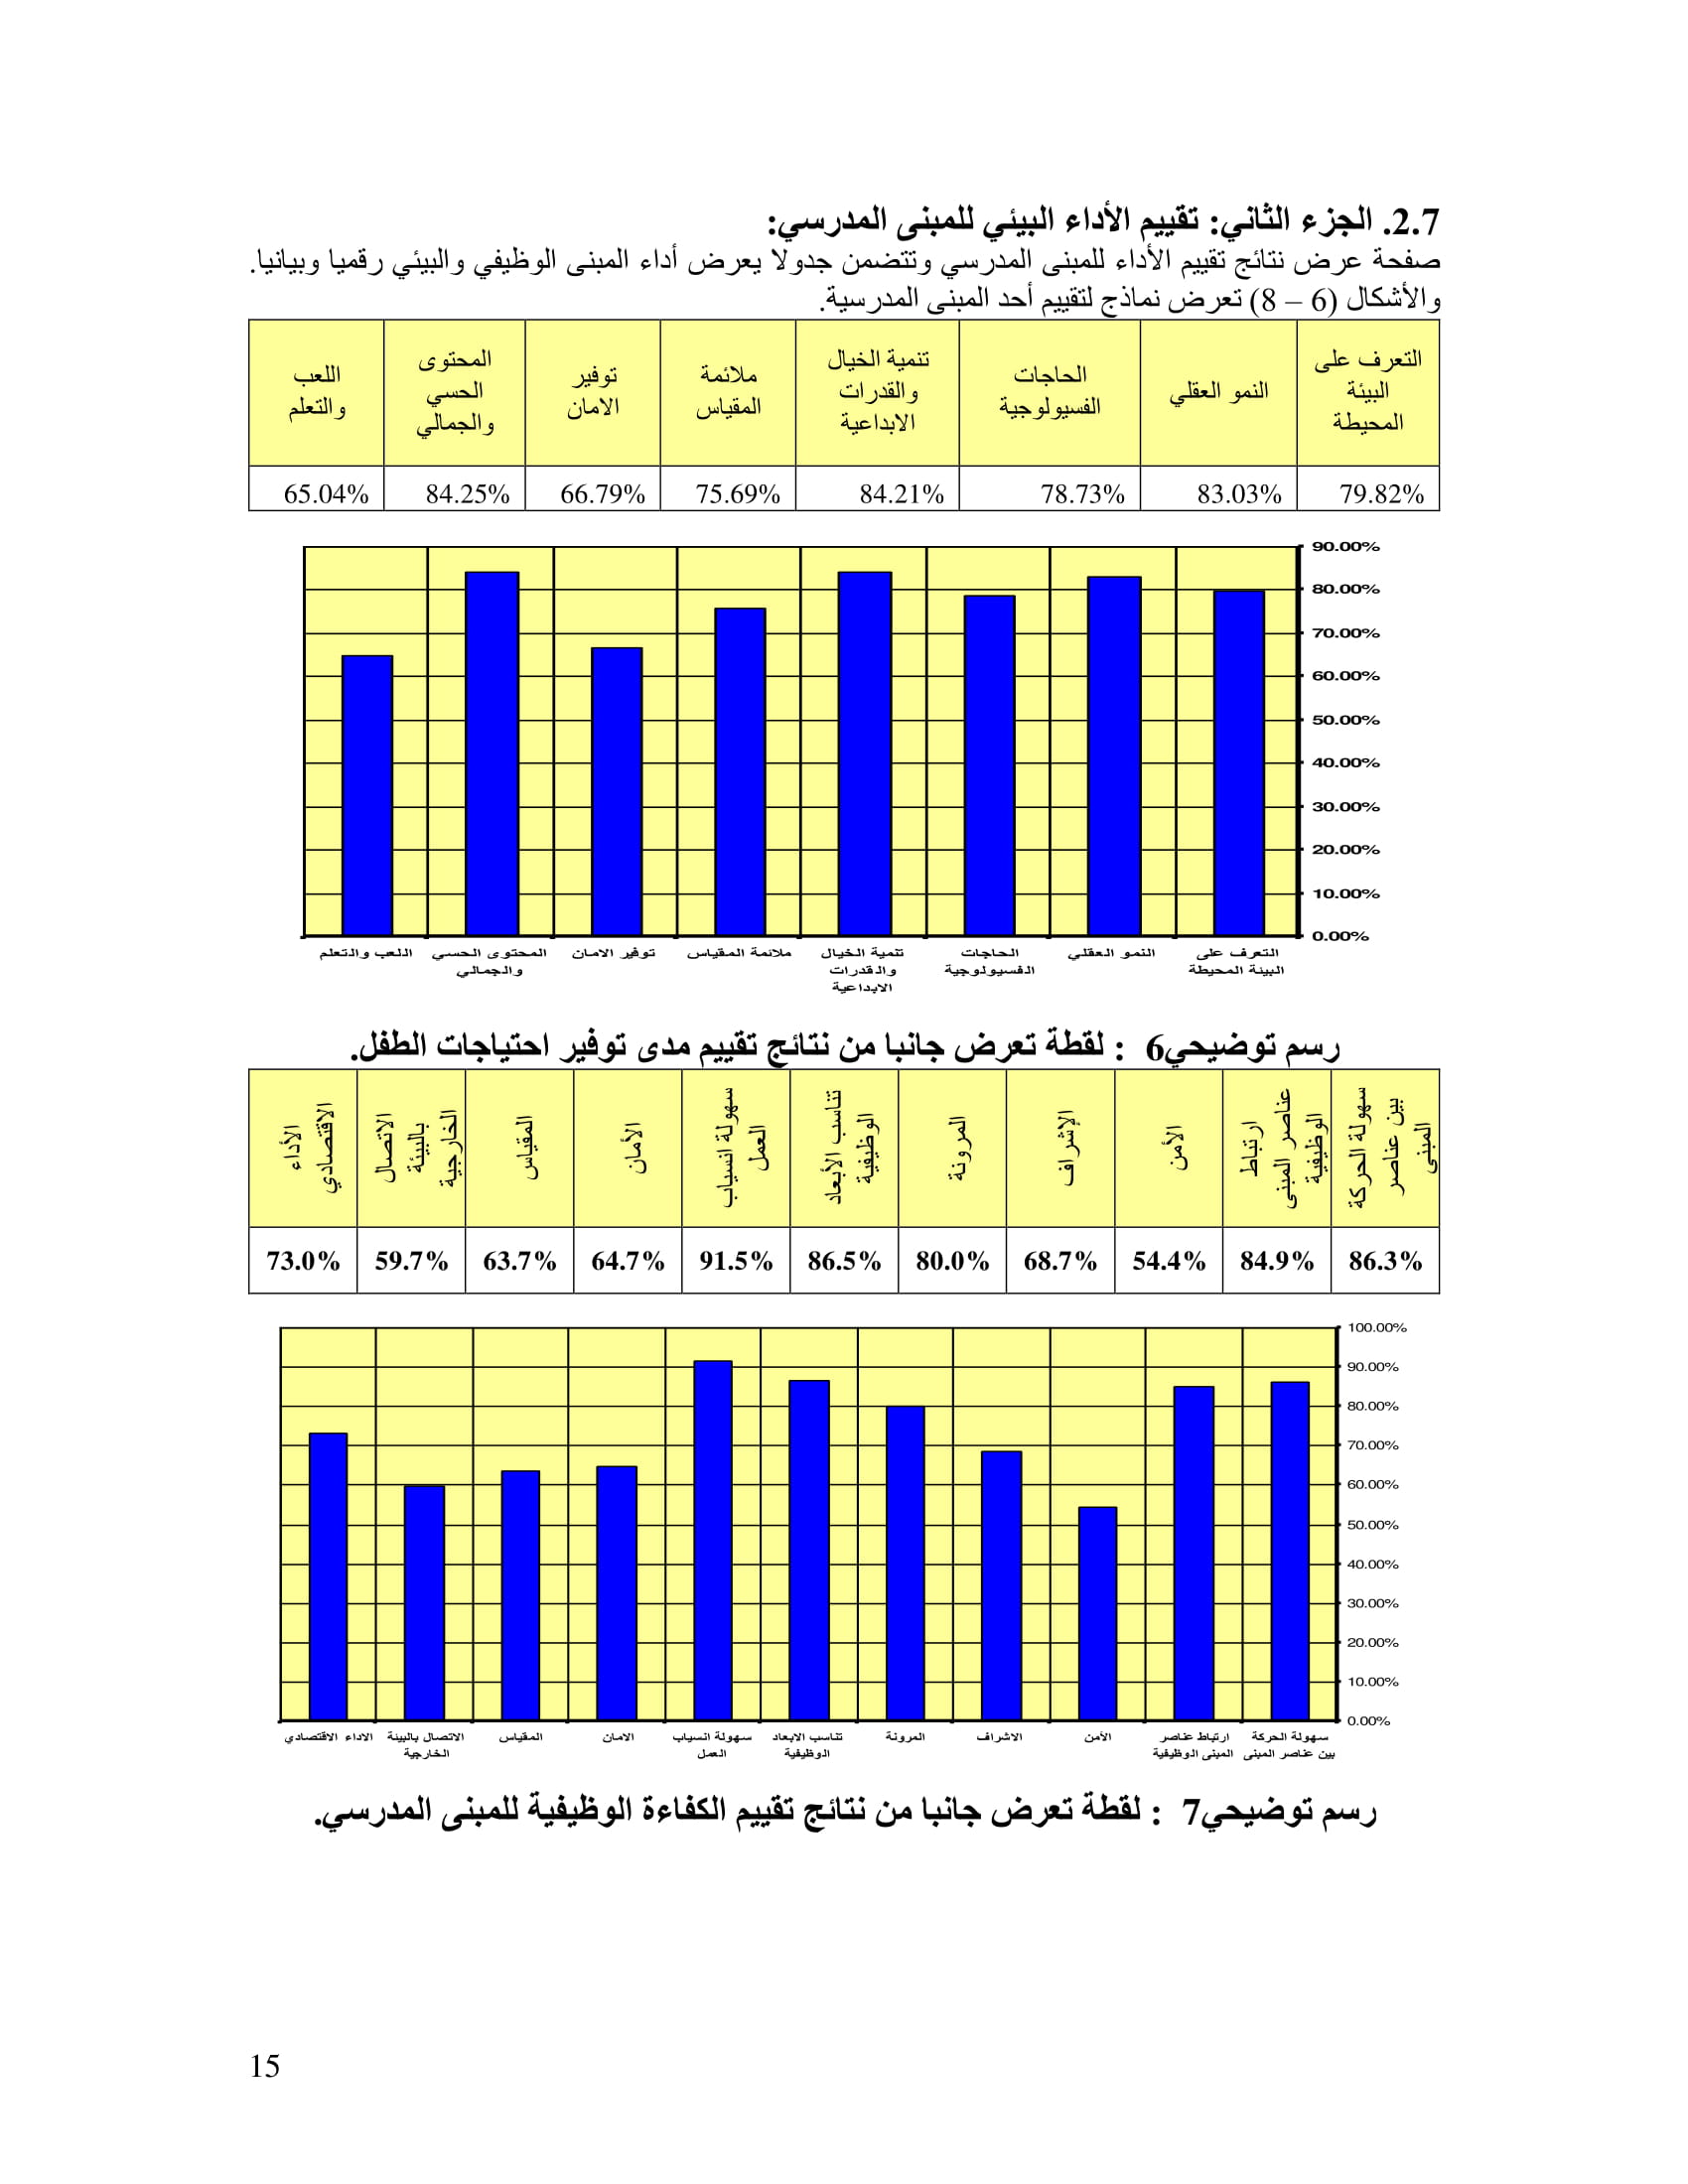 2.7. الجزء الثاني: تقييم الأداء البيئي للمبنى المدرسي:
صفحة عرض نتائج تقييم الأداء للمبنى المدرسي وتتضمن جدولا يعرض أداء المبنى الوظيفي والبيئي رقميا وبيانيا.
والأشكال (6 – 8) تعرض نماذج لتقييم أحد المبنى المدرسية.
التعرف على
البيئة
المحيطة
النمو العقلي
الحاجات
الفسيولوجية
تنمية الخيال
والقدرات
الابداعية
ملائمة
المقياس
توفير
الامان
المحتوى
الحسي
والجمالي
اللعب
والتعلم
79.82% 83.03% 78.73% 84.21% 75.69% 66.79% 84.25% 65.04%
90.00%
80.00%
70.00%
60.00%
50.00%
40.00%
30.00%
20.00%
10.00%
0.00%
التعرف على
البيئة المحيطة
النمو العقلي
الحاجات
الفسيولوجية
تنمية الخيال
والقدرات
الابداعية
ملائمة المقياس
توفير الامان
المحتوى الحسي
والجمالي
اللعب والتعلم
رسم توضيحي6 : لقطة تعرض جانبا من نتائج تقييم مدى توفير احتياجات الطفل.
سهولة الحركة
بين عناصر
المبنى
ارتباط
عناصر المبنى
الوظيفية
الأمن
الإشراف
المرونة
تناسب الأبعاد
الوظيفية
سهولة انسياب
العمل
الأمان
المقياس
الاتصال
بالبيئة
الخارجية
الأداء
الاقتصادي
86.3% 84.9% 54.4% 68.7% 80.0% 86.5% 91.5% 64.7% 63.7% 59.7% 73.0%
100.00%
90.00%
80.00%
70.00%
60.00%
50.00%
40.00%
30.00%
20.00%
10.00%
0.00%
سهولة الحركة
بين عناصر المبنى
ارتباط عناصر
المبنى الوظيفية
الأمن
الاشراف
المرونة
تناسب الابعاد
الوظيفية
سهولة انسياب
العمل
الامان
المقياس
الاتصال بالبيئة
الخارجية
الاداء الاقتصادي
رسم توضيحي7 : لقطة تعرض جانبا من نتائج تقييم الكفاءة الوظيفية للمبنى المدرسي.
15